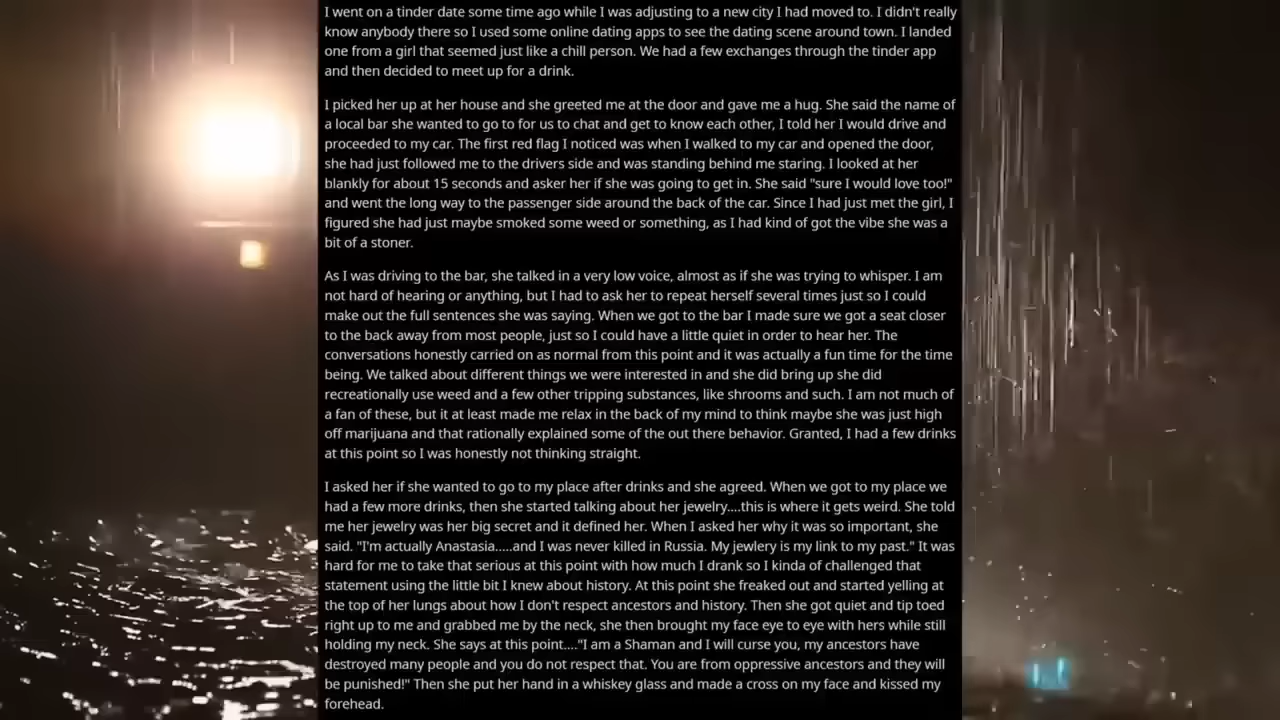 I went on a tinder date some time ago while I was adjusting to a new city I had moved to. I didn't really
know anybody there so I used some online dating apps to see the dating scene around town. I landed
one from a girl that seemed just like a chill person. We had a few exchanges through the tinder app
and then decided to meet up for a drink.
I picked her up at her house and she greeted me at the door and gave me a hug. She said the name of
a local bar she wanted to go to for us to chat and get to know each other, I told her I would drive and
proceeded to my car. The first red flag I noticed was when I walked to my car and opened the door,
she had just followed me to the drivers side and was standing behind me staring. I looked at her
blankly for about 15 seconds and asker her if she was going to get in. She said "sure I would love too!"
and went the long way to the passenger side around the back of the car. Since I had just met the girl, I
figured she had just maybe smoked some weed or something, as I had kind of got the vibe she was a
bit of a stoner.
As I was driving to the bar, she talked in a very low voice, almost as if she was trying to whisper. I am
not hard of hearing or anything, but I had to ask her to repeat herself several times just so I could
make out the full sentences she was saying. When we got to the bar I made sure we got a seat closer
to the back away from most people, just so I could have a little quiet in order to hear her. The
conversations honestly carried on as normal from this point and it was actually a fun time for the time
being. We talked about different things we were interested in and she did bring up she did
recreationally use weed and a few other tripping substances, like shrooms and such. I am not much of
a fan of these, but it at least made me relax in the back of my mind to think maybe she was just high
off marijuana and that rationally explained some of the out there behavior. Granted, I had a few drinks
at this point so I was honestly not thinking straight.
I asked her if she wanted to go to my place after drinks and she agreed. When we got to my place we
had a few more drinks, then she started talking about her jewelry....this is where it gets weird. She told
me her jewelry was her big secret and it defined her. When I asked her why it was so important, she
said. "I'm actually Anastasia.....and I was never killed in Russia. My jewlery is my link to my past." It was
hard for me to take that serious at this point with how much I drank so I kinda of challenged that
statement using the little bit I knew about history. At this point she freaked out and started yelling at
the top of her lungs about how I don't respect ancestors and history. Then she got quiet and tip toed
right up to me and grabbed me by the neck, she then brought my face eye to eye with hers while still
holding my neck. She says at this point...."I am a Shaman and I will curse you, my ancestors have
destroyed many people and you do not respect that. You are from oppressive ancestors and they will
be punished!" Then she put her hand in a whiskey glass and made a cross on my face and kissed my
forehead.